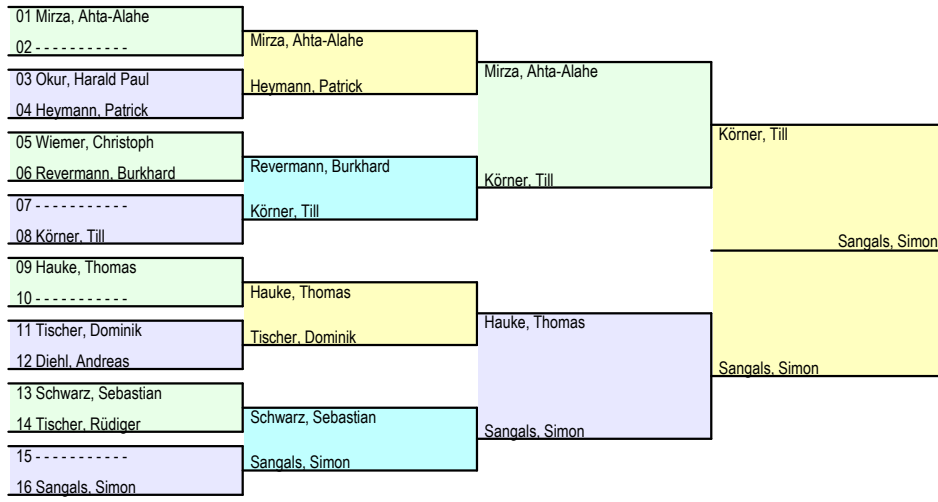 01 Mirza, Ahta-Alahe
02 - - - - - - - - - - -
03 Okur, Harald Paul
04 Heymann, Patrick
05 Wiemer, Christoph
06 Revermann, Burkhard
07 - - - - - - - - - - -
08 Körner, Till
09 Hauke, Thomas
10 - - - - - - - - - - -
11 Tischer, Dominik
12 Diehl, Andreas
13 Schwarz, Sebastian
14 Tischer, Rüdiger
15 - - - - - - - - - - -
16 Sangals, Simon
Mirza, Ahta-Alahe
Heymann, Patrick
Revermann, Burkhard
Körner, Till
Hauke, Thomas
Tischer, Dominik
Schwarz, Sebastian
Sangals, Simon
Mirza, Ahta-Alahe
Körner, Till
Hauke, Thomas
Sangals, Simon
Körner, Till
Sangals, Simon
Sangals, Simon